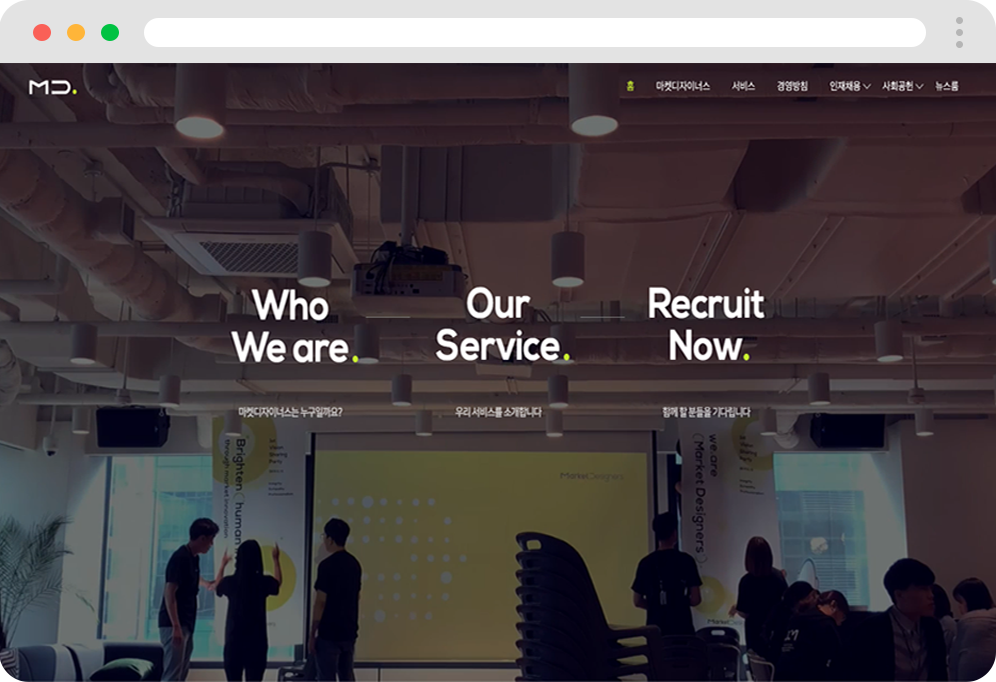 MD.
홈 마켓디자이너스 서비스 경영방침 인재채용 사회공헌 뉴스룸
Who
We are.
Our
Service.
Recruit
Now.
마켓디자이너스는 누구일까요?
우리 서비스를 소개합니다
함께 할 분들을 기다립니다
Brighten human
through market innovation
MarketDesigners
we are
Market Designers